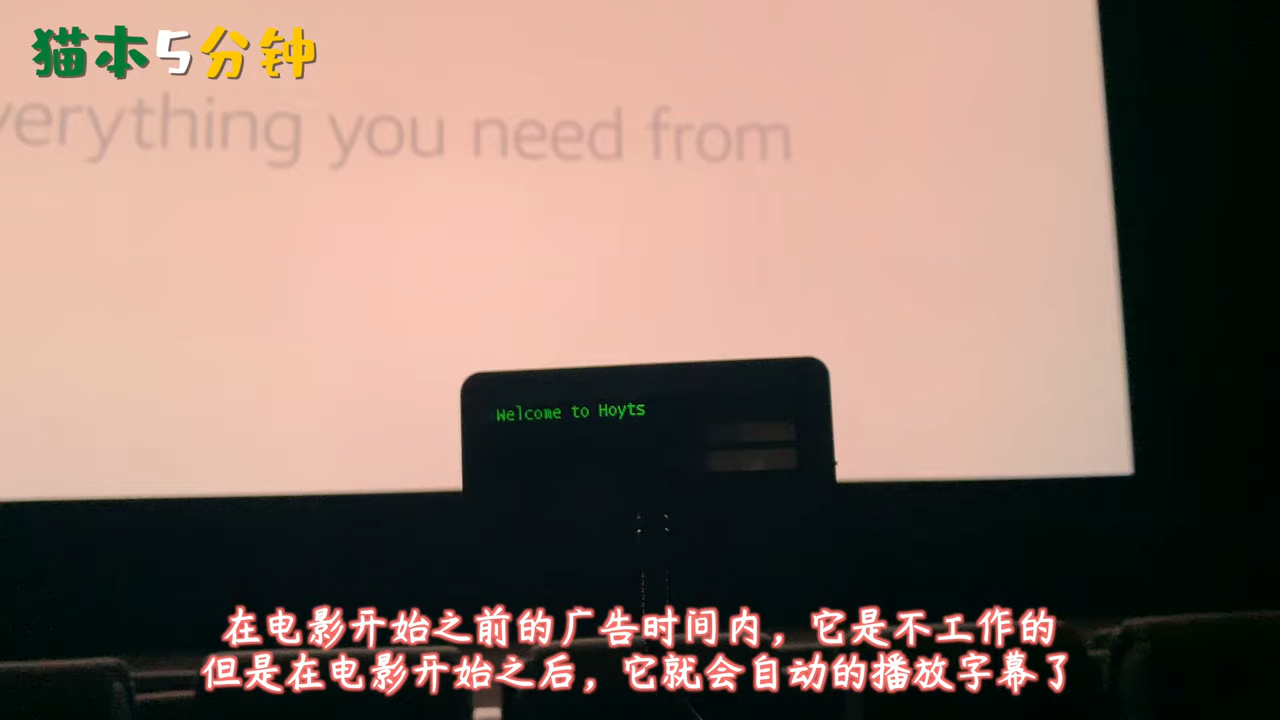 猫本5分钟
verything you need from
Welcome to Hoyts
在电影开始之前的广告时间内，它是不工作的
但是在电影开始之后，它就会自动的播放字幕了